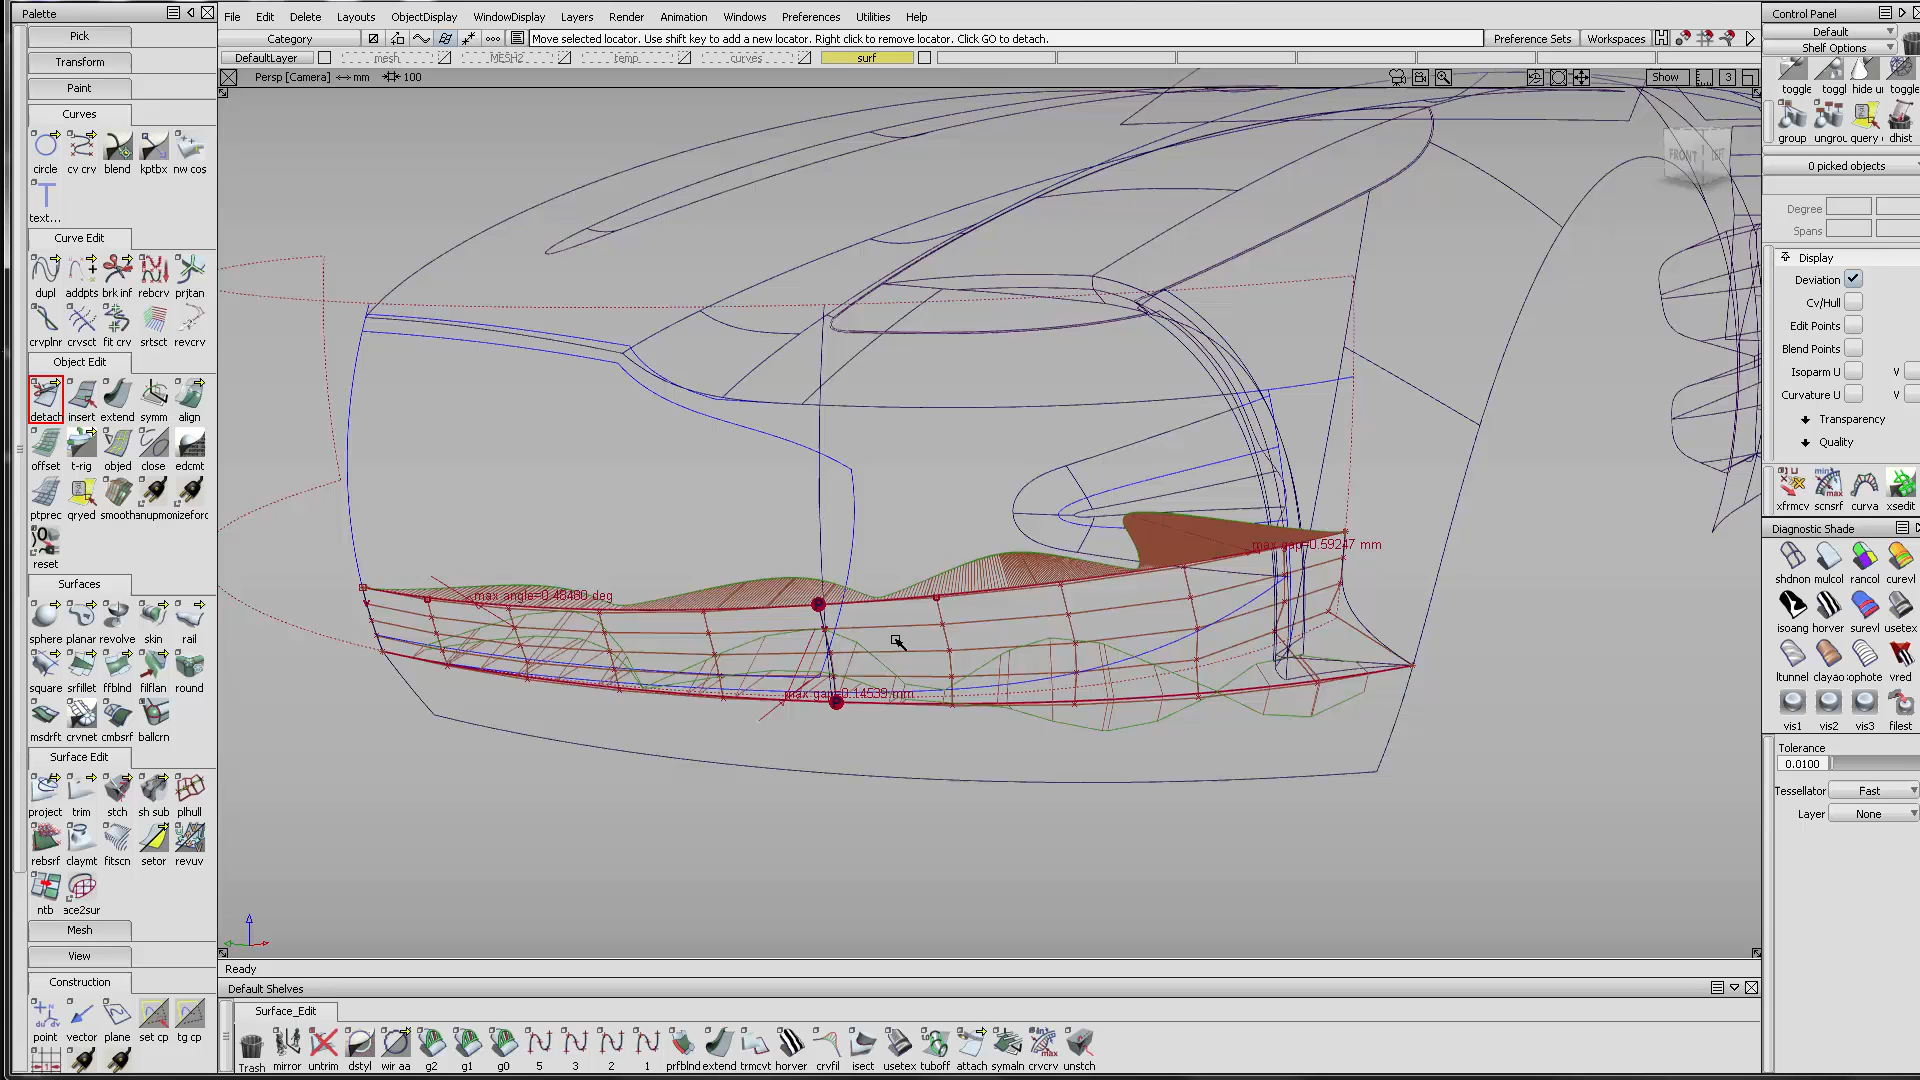 Palette
File Edit Delete Layouts ObjectDisplay WindowDisplay Layers Render Animation Windows Preferences Utilities Help
Control Panel
Default
Shelf Options
Category
Move selected locator. Use shift key to add a new locator. Right click to remove locator. Click GO to detach.
Preference Sets Workspaces
DefaultLayer mesh MESH2 temp curves surf
Persp [Camera] mm 100
Show 3
Pick
Transform
Paint
Curves
circle cv crv blend kptbx nw cos
text...
Curve Edit
dupl addpts brk inf rebcrv prjtan
crvplnr crvsct fit crv srtsct revcrv
Object Edit
detach insert extend symm align
offset t-rig objed close edcmt
ptprec qryed
reset
Surfaces
sphere planar revolve skin rail
square srfillet ffblnd filflan round
msdrft crvnet cmbsrf ballcrn
Surface Edit
project trim stch sh sub plhull
rebsrf claymt fitscn setor revuv
ntb ace2sur
Mesh
View
Construction
point vector plane set cp tg cp
FRONT LEFT
max gap=0.59247 mm
max angle=0.48480 deg
max gap=0.14539 mm
P
P
toggle toggl hide u toggle
group ungrou query dhist
0 picked objects
Degree
Spans
Display
Deviation
Cv/Hull
Edit Points
Blend Points
Isoparm U V
Curvature U V
Transparency
Quality
xfrmcv scnsrf curva xsedit
Diagnostic Shade
shdnon mulcol rancol curevl
isoang horver surevl usetex
ltunnel clayao ophote vred
vis1 vis2 vis3 filest
Tolerance
0.0100
Tessellator Fast
Layer None
Ready
Default Shelves
Surface_Edit
Trash mirror untrim dstyl wir aa g2 g1 g0 5 3 2 1 prfblnd extend trmcvt horver crvfil isect usetex tuboff attach symaln crvcrv unstch